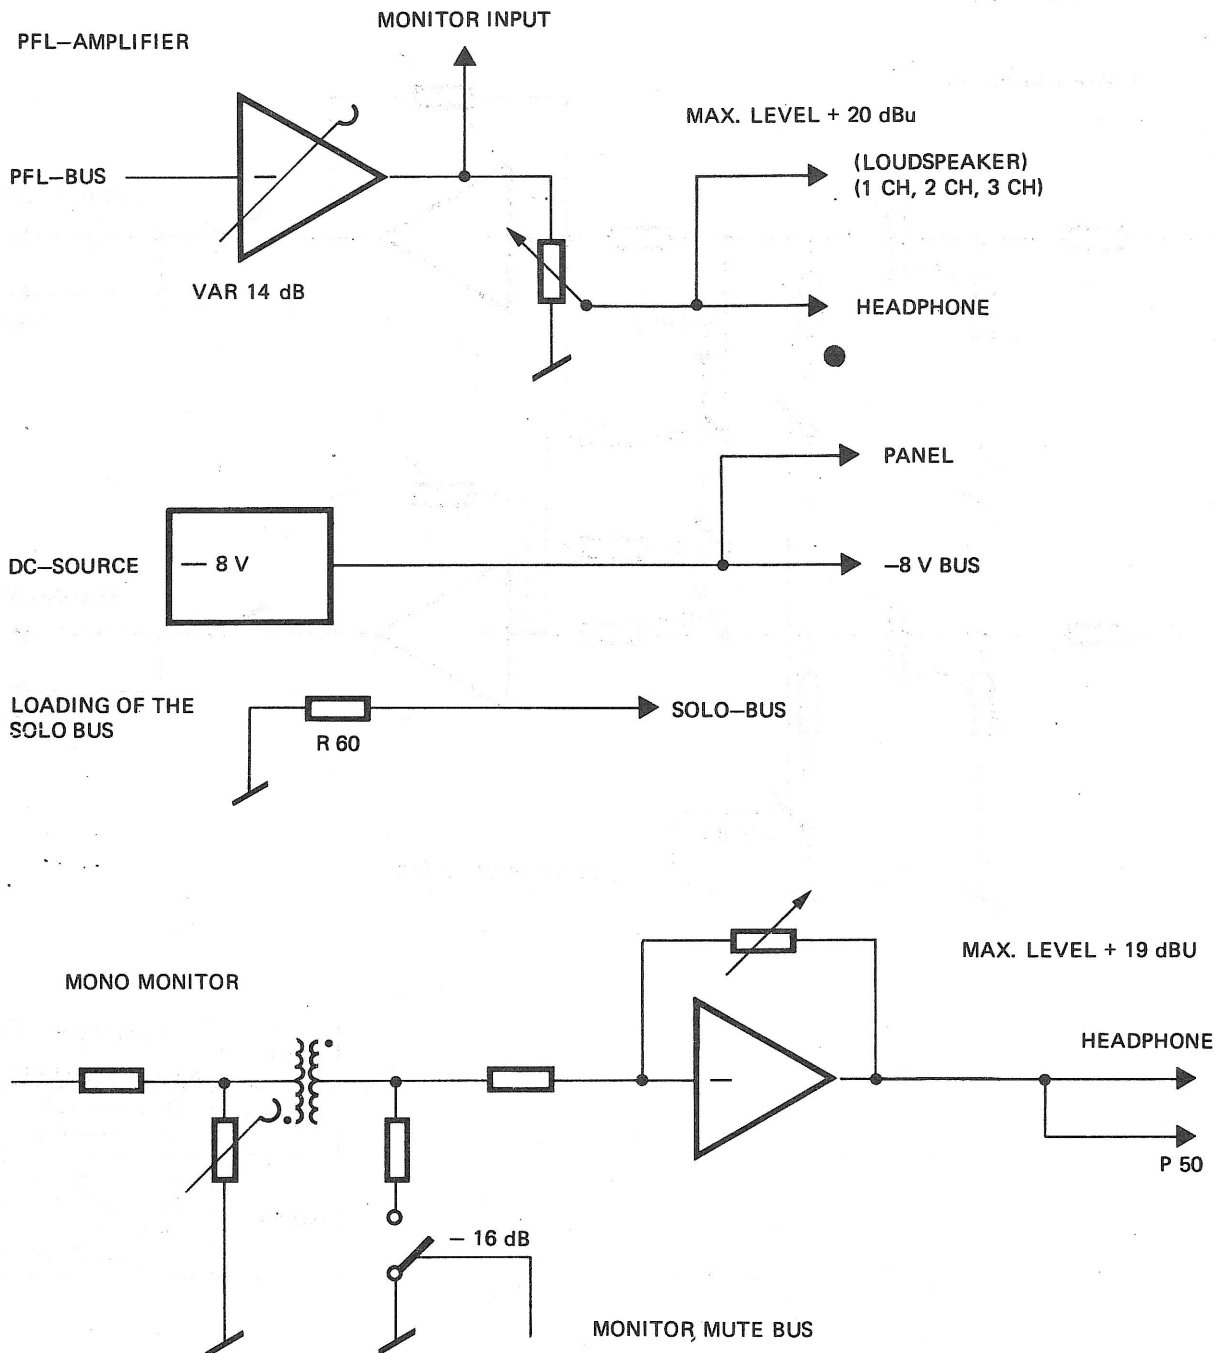 MONITOR INPUT
PFL–AMPLIFIER
MAX. LEVEL + 20 dBu
PFL–BUS
–
(LOUDSPEAKER)
(1 CH, 2 CH, 3 CH)
VAR 14 dB
HEADPHONE
PANEL
DC–SOURCE
– 8 V
–8 V BUS
LOADING OF THE
SOLO BUS
SOLO–BUS
R 60
MAX. LEVEL + 19 dBU
MONO MONITOR
HEADPHONE
–
P 50
– 16 dB
MONITOR MUTE BUS